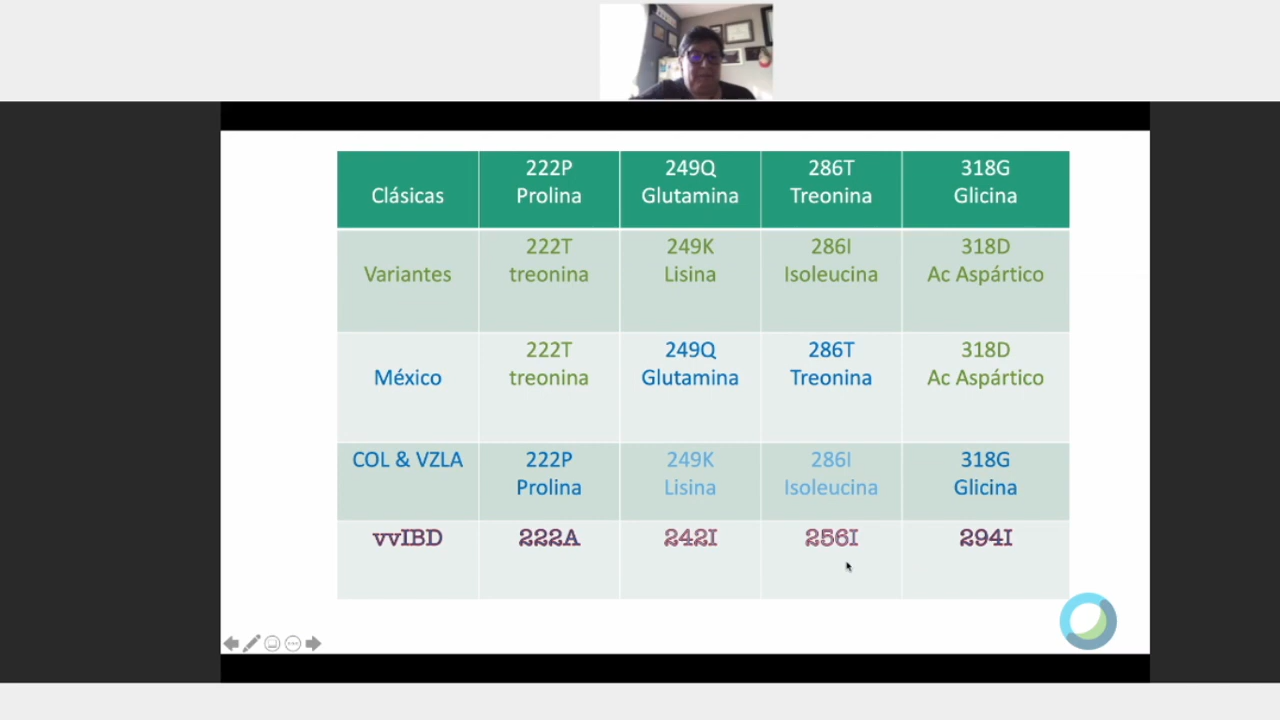 222P 249Q 286T 318G
Clásicas Prolina Glutamina Treonina Glicina
222T 249K 286I 318D
Variantes treonina Lisina Isoleucina Ac Aspártico
222T 249Q 286T 318D
México treonina Glutamina Treonina Ac Aspártico
COL & VZLA 222P 249K 286I 318G
Prolina Lisina Isoleucina Glicina
vvIBD 222A 242I 256I 294I